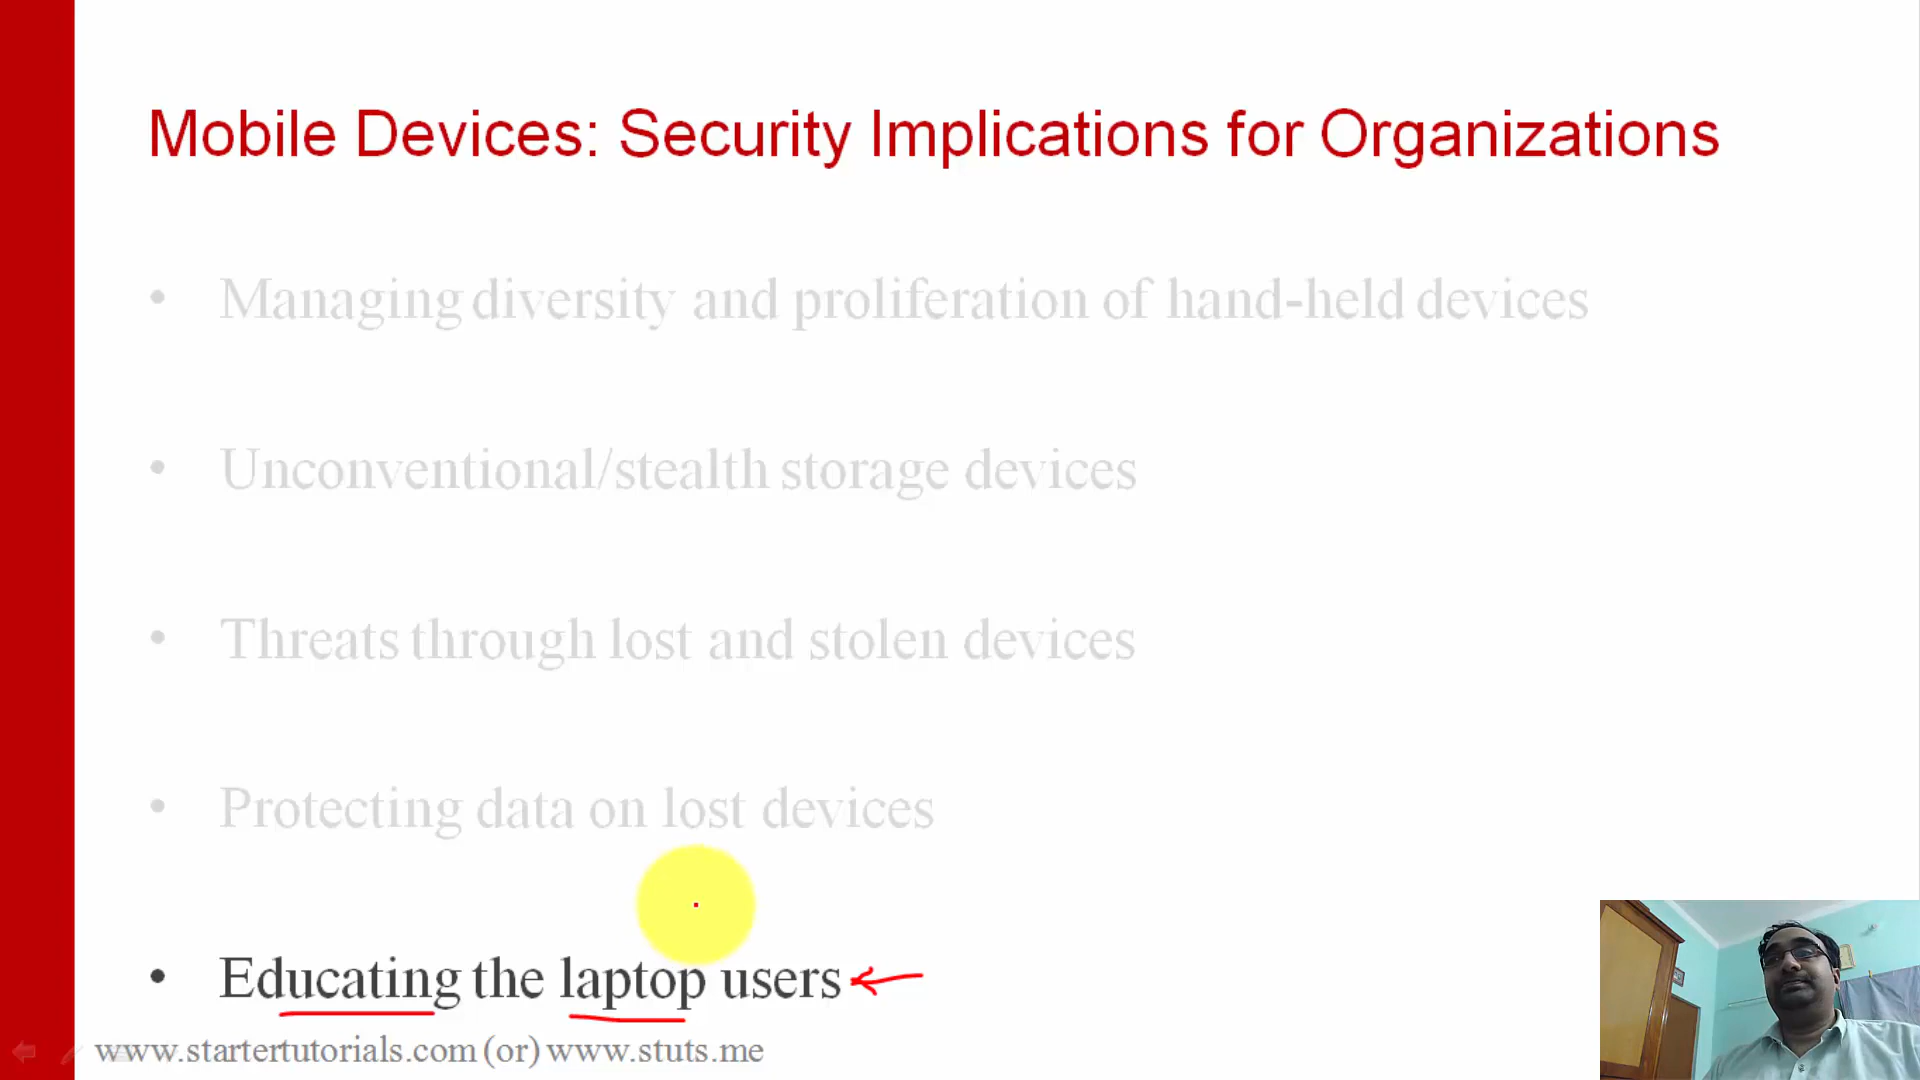 Mobile Devices: Security Implications for Organizations
• Managing diversity and proliferation of hand-held devices
• Unconventional/stealth storage devices
• Threats through lost and stolen devices
• Protecting data on lost devices
• Educating the laptop users
www.startertutorials.com (or) www.stuts.me